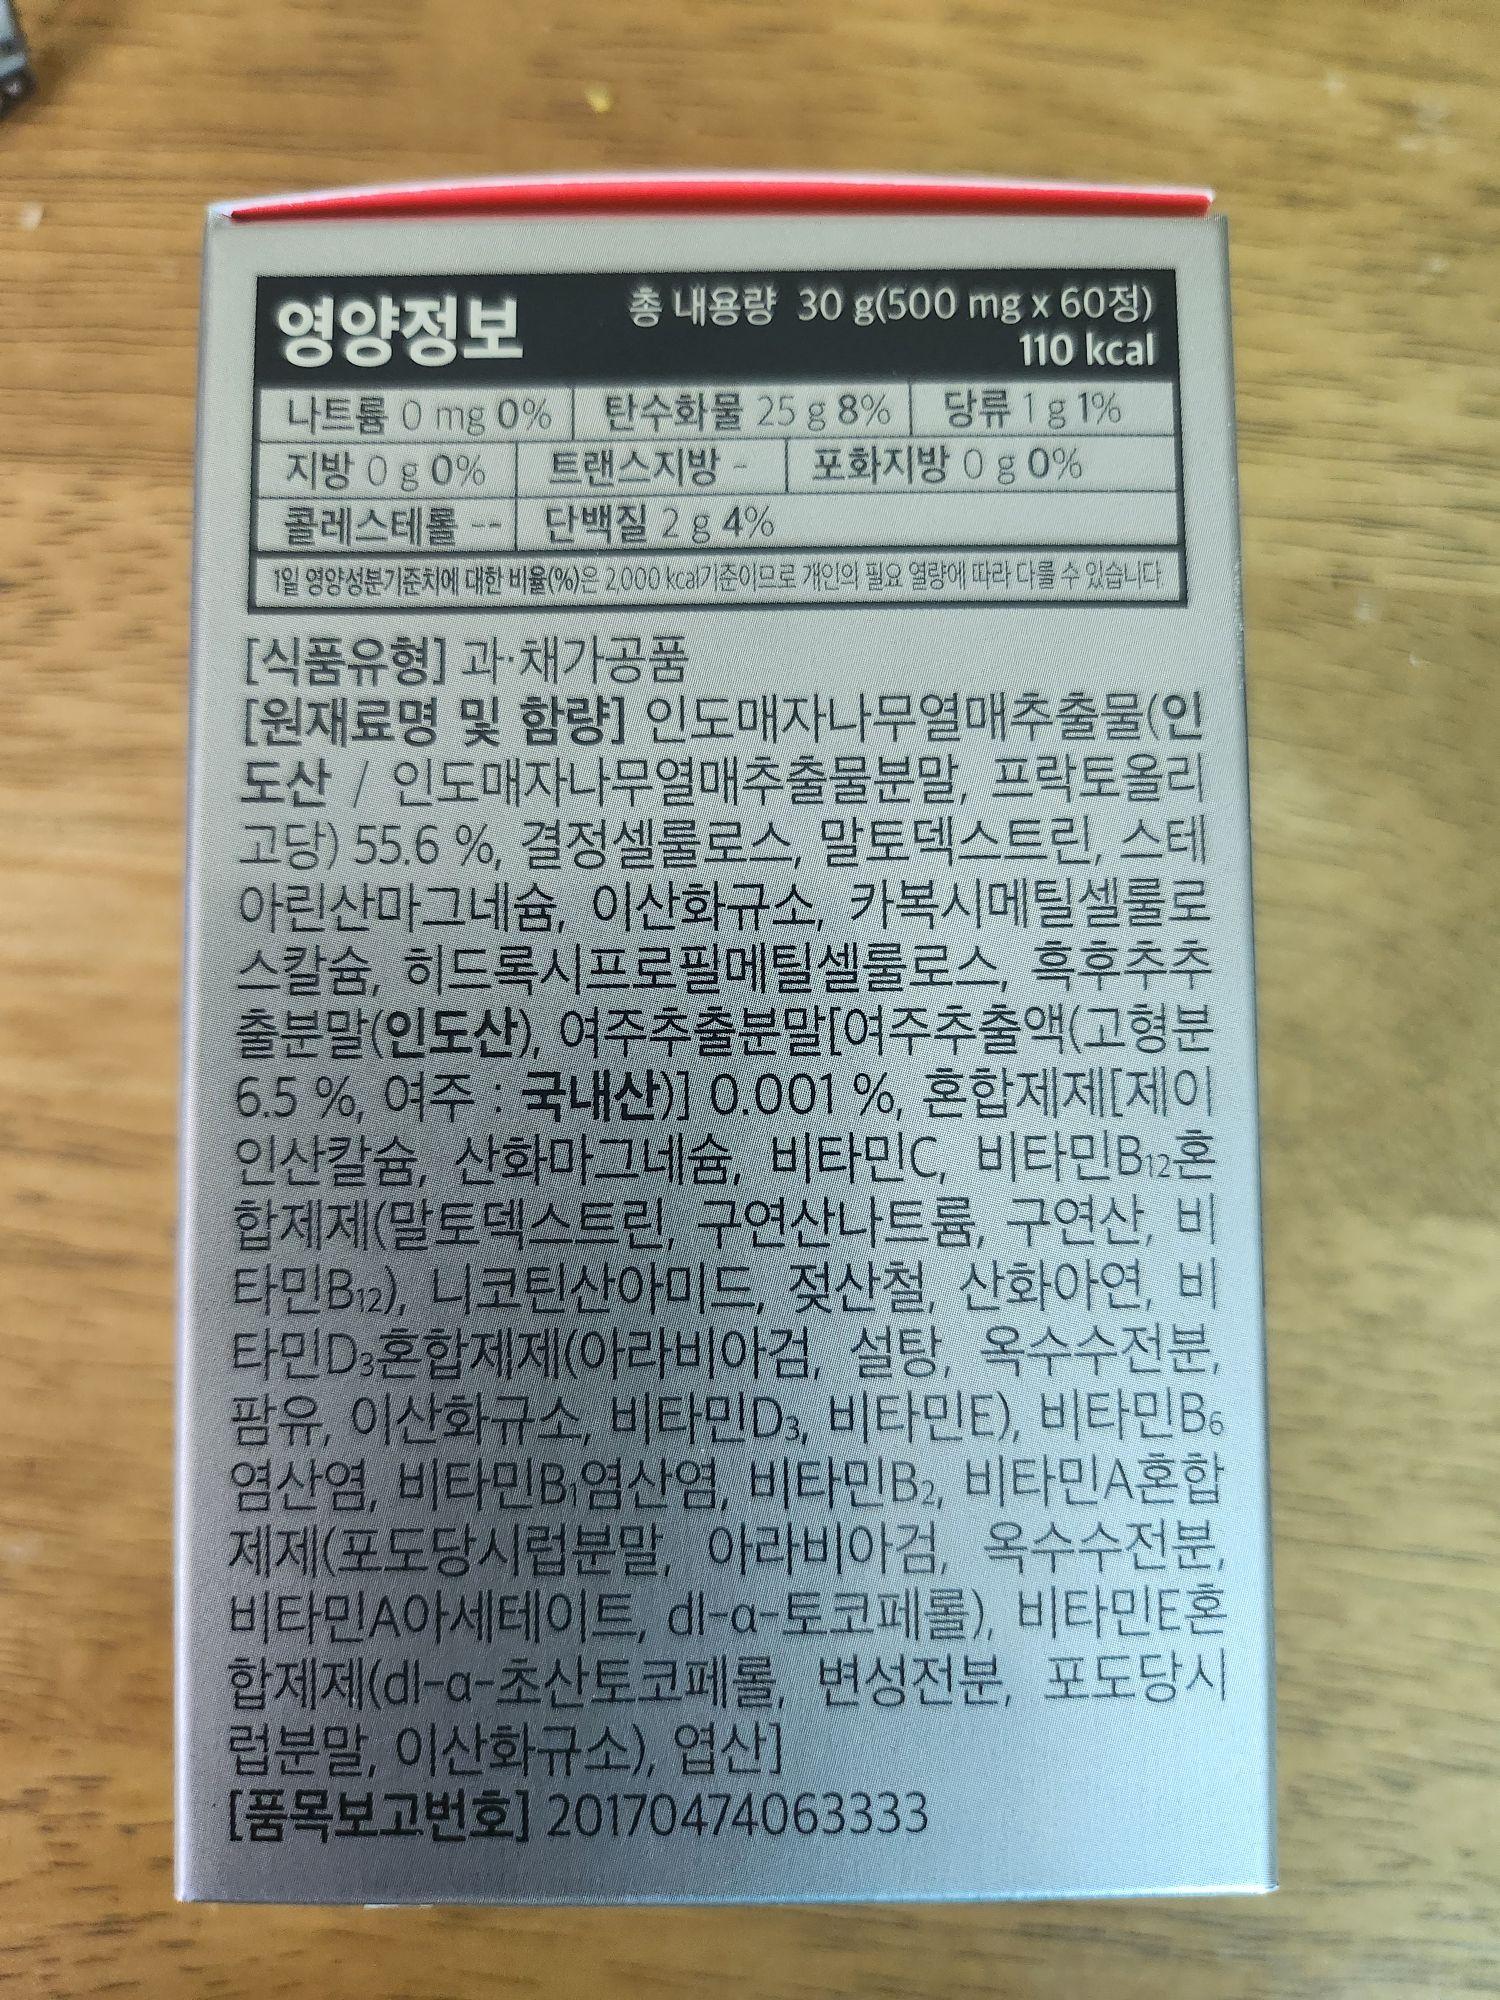 영양정보 총 내용량 30 g(500 mg x 60정)
110 kcal
나트륨 0 mg 0% 탄수화물 25 g 8% 당류 1 g 1%
지방 0 g 0% 트랜스지방 - 포화지방 0 g 0%
콜레스테롤 -- 단백질 2 g 4%
1일 영양성분기준치에 대한 비율(%)은 2,000 kcal기준이므로 개인의 필요 열량에 따라 다를 수 있습니다.
[식품유형] 과·채가공품
[원재료명 및 함량] 인도매자나무열매추출물(인
도산 / 인도매자나무열매추출물분말, 프락토올리
고당) 55.6 %, 결정셀룰로스, 말토덱스트린, 스테
아린산마그네슘, 이산화규소, 카복시메틸셀룰로
스칼슘, 히드록시프로필메틸셀룰로스, 흑후추추
출분말(인도산), 여주추출분말[여주추출액(고형분
6.5 %, 여주 : 국내산)] 0.001 %, 혼합제제[제이
인산칼슘, 산화마그네슘, 비타민C, 비타민B₁₂혼
합제제(말토덱스트린, 구연산나트륨, 구연산, 비
타민B₁₂), 니코틴산아미드, 젖산철, 산화아연, 비
타민D₃혼합제제(아라비아검, 설탕, 옥수수전분,
팜유, 이산화규소, 비타민D₃, 비타민E), 비타민B₆
염산염, 비타민B₁염산염, 비타민B₂, 비타민A혼합
제제(포도당시럽분말, 아라비아검, 옥수수전분,
비타민A아세테이트, dl-α-토코페롤), 비타민E혼
합제제(dl-α-초산토코페롤, 변성전분, 포도당시
럽분말, 이산화규소), 엽산]
[품목보고번호] 20170474063333